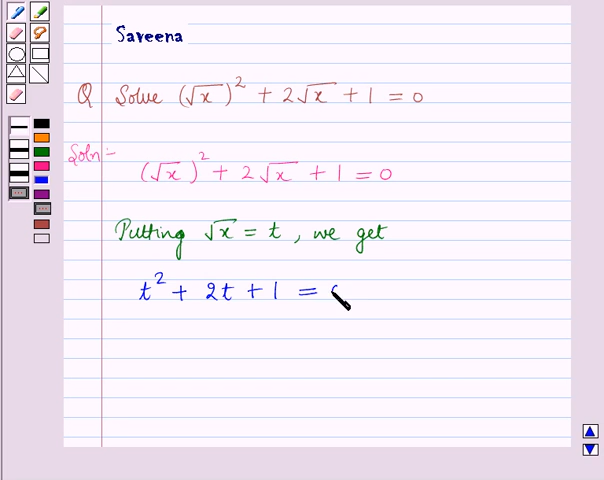 Saveena
Q Solve (√x)² + 2√x + 1 = 0
Soln:-
(√x)² + 2√x + 1 = 0
Putting √x = t, we get
t² + 2t + 1 =